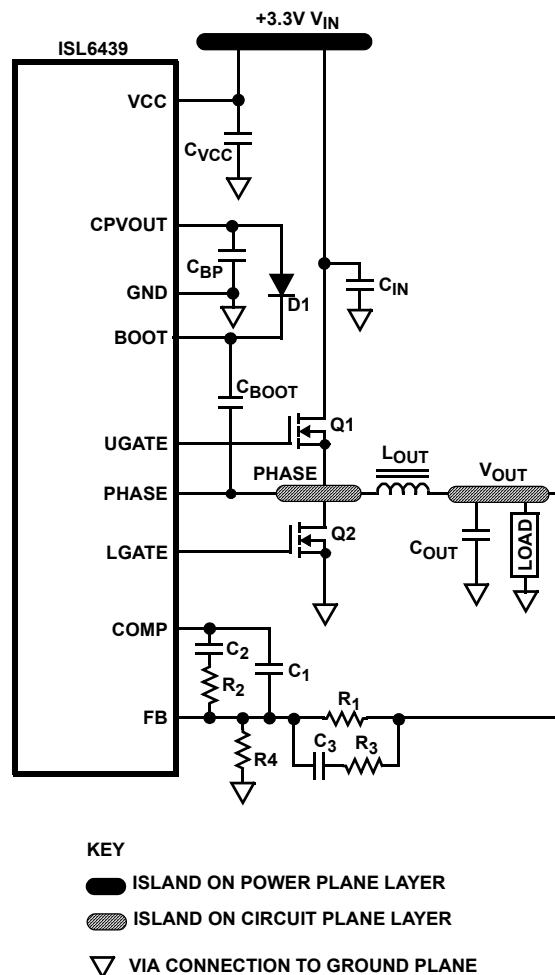 +3.3V VIN
ISL6439
VCC
CVCC
CPVOUT
CBP
D1
GND
CIN
BOOT
CBOOT
Q1
UGATE
PHASE
LOUT
VOUT
PHASE
Q2
COUT
LOAD
LGATE
COMP
C2
C1
R2
R1
FB
C3
R3
R4
KEY
ISLAND ON POWER PLANE LAYER
ISLAND ON CIRCUIT PLANE LAYER
VIA CONNECTION TO GROUND PLANE